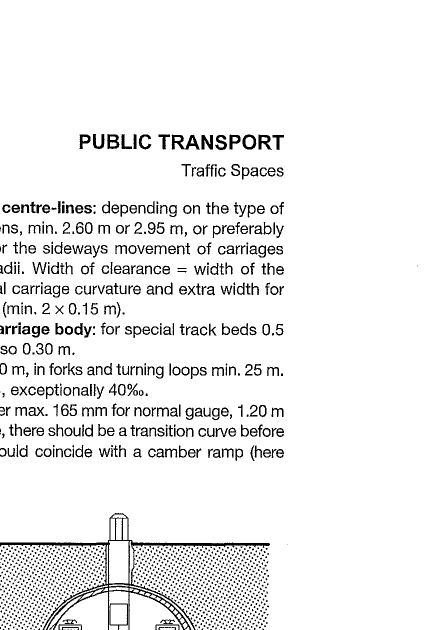 PUBLIC TRANSPORT
Traffic Spaces
centre-lines: depending on the type of
ns, min. 2.60 m or 2.95 m, or preferably
r the sideways movement of carriages
adii. Width of clearance = width of the
al carriage curvature and extra width for
(min. 2 × 0.15 m).
arriage body: for special track beds 0.5
so 0.30 m.
0 m, in forks and turning loops min. 25 m.
, exceptionally 40‰.
er max. 165 mm for normal gauge, 1.20 m
, there should be a transition curve before
ould coincide with a camber ramp (here